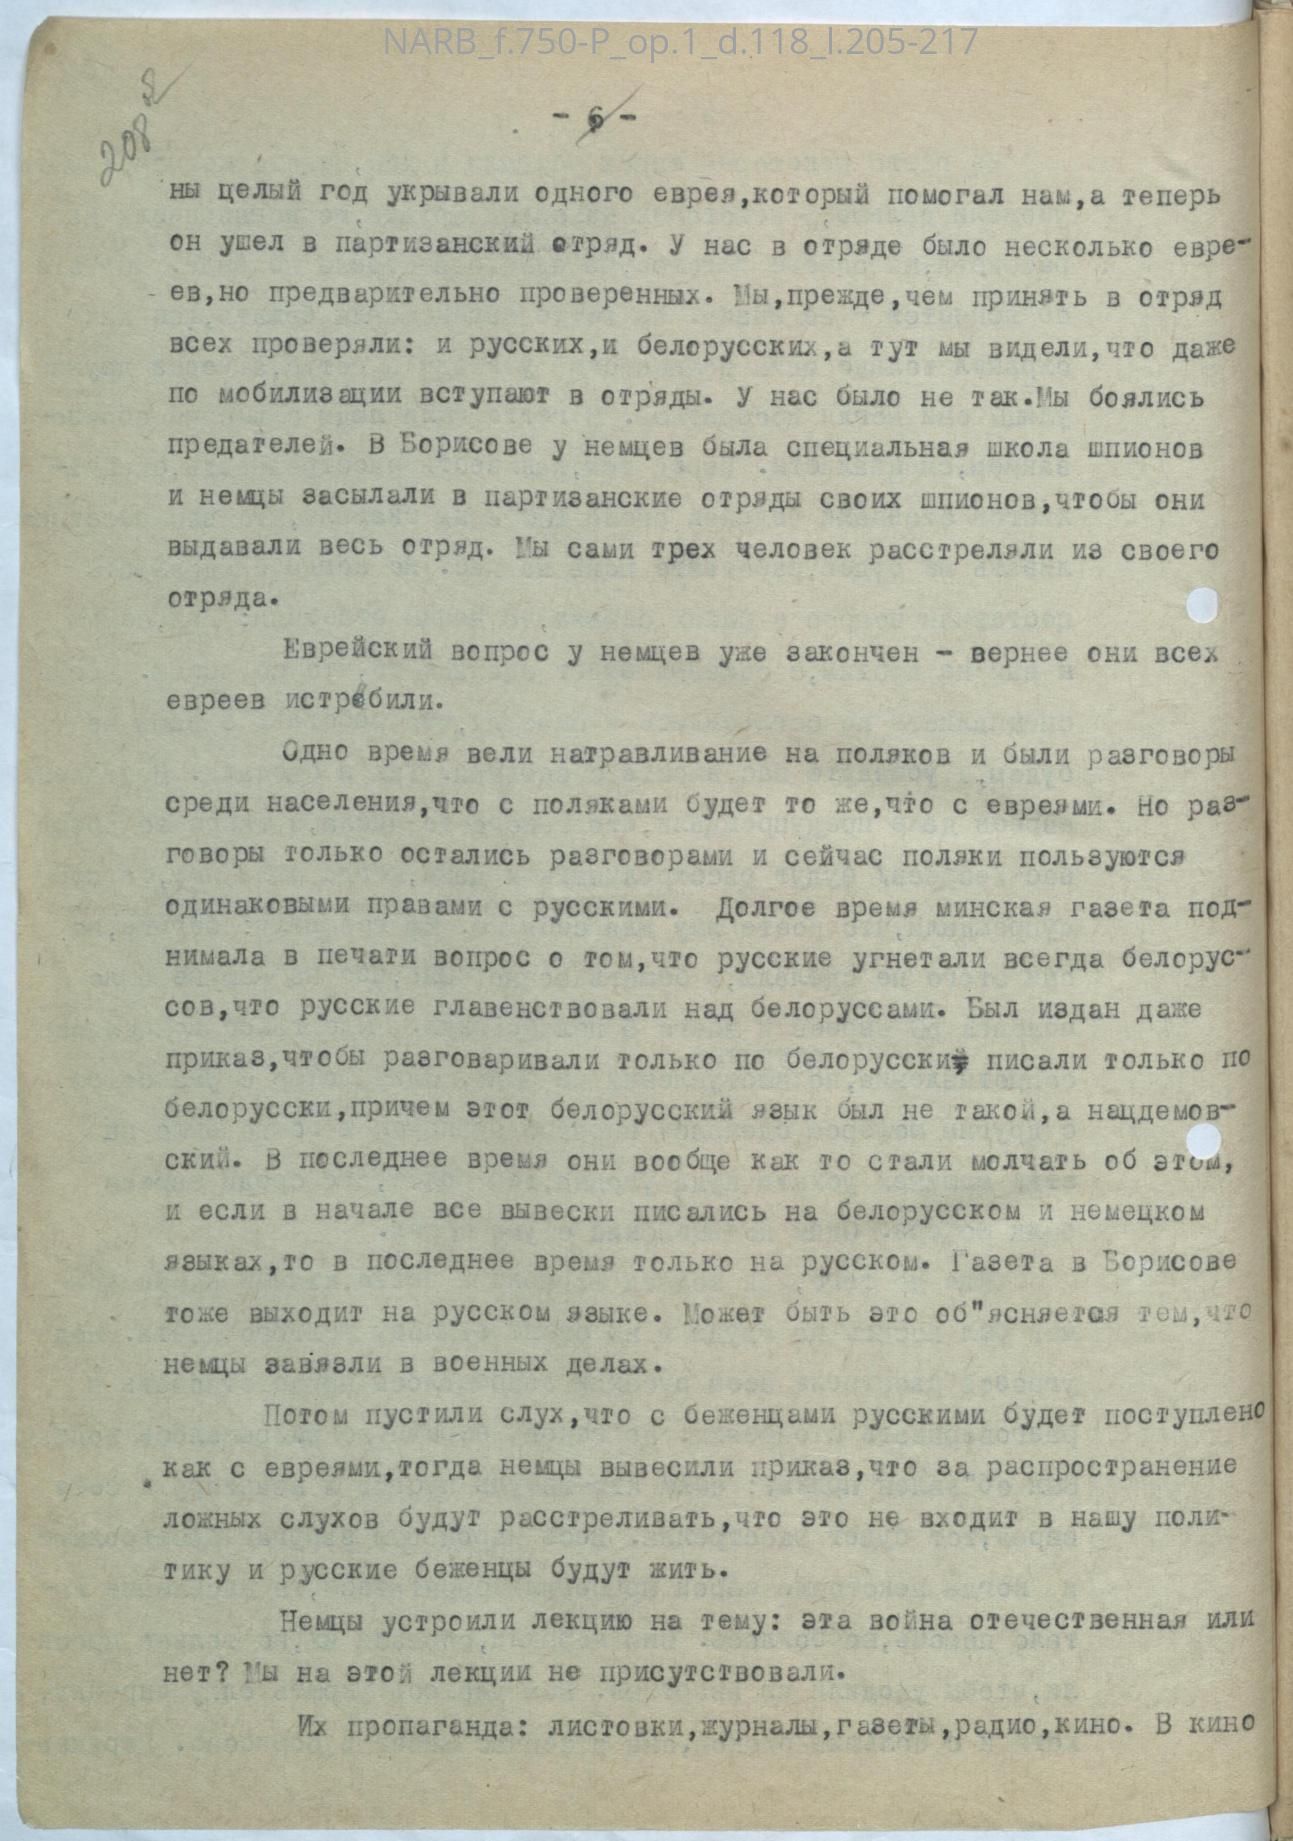 NARB_f.750-P_op.1_d.118_l.205-217
208
- 6 -
ны целый год укрывали одного еврея,который помогал нам,а теперь
он ушел в партизанский отряд. У нас в отряде было несколько евре-
ев,но предварительно проверенных. Мы,прежде,чем принять в отряд
всех проверяли: и русских,и белорусских,а тут мы видели,что даже
по мобилизации вступают в отряды. У нас было не так.Мы боялись
предателей. В Борисове у немцев была специальная школа шпионов
и немцы засылали в партизанские отряды своих шпионов,чтобы они
выдавали весь отряд. Мы сами трех человек расстреляли из своего
отряда.
Еврейский вопрос у немцев уже закончен - вернее они всех
евреев истребили.
Одно время вели натравливание на поляков и были разговоры
среди населения,что с поляками будет то же,что с евреями. Но раз-
говоры только остались разговорами и сейчас поляки пользуются
одинаковыми правами с русскими. Долгое время минская газета под-
нимала в печати вопрос о том,что русские угнетали всегда белорус-
сов,что русские главенствовали над белоруссами. Был издан даже
приказ,чтобы разговаривали только по белорусски, писали только по
белорусски,причем этот белорусский язык был не такой,а нацдемов-
ский. В последнее время они вообще как то стали молчать об этом,
и если в начале все вывески писались на белорусском и немецком
языках,то в последнее время только на русском. Газета в Борисове
тоже выходит на русском языке. Может быть это об"ясняется тем,что
немцы завязли в военных делах.
Потом пустили слух,что с беженцами русскими будет поступлено
как с евреями,тогда немцы вывесили приказ,что за распространение
ложных слухов будут расстреливать,что это не входит в нашу поли-
тику и русские беженцы будут жить.
Немцы устроили лекцию на тему: эта война отечественная или
нет? Мы на этой лекции не присутствовали.
Их пропаганда: листовки,журналы,газеты,радио,кино. В кино